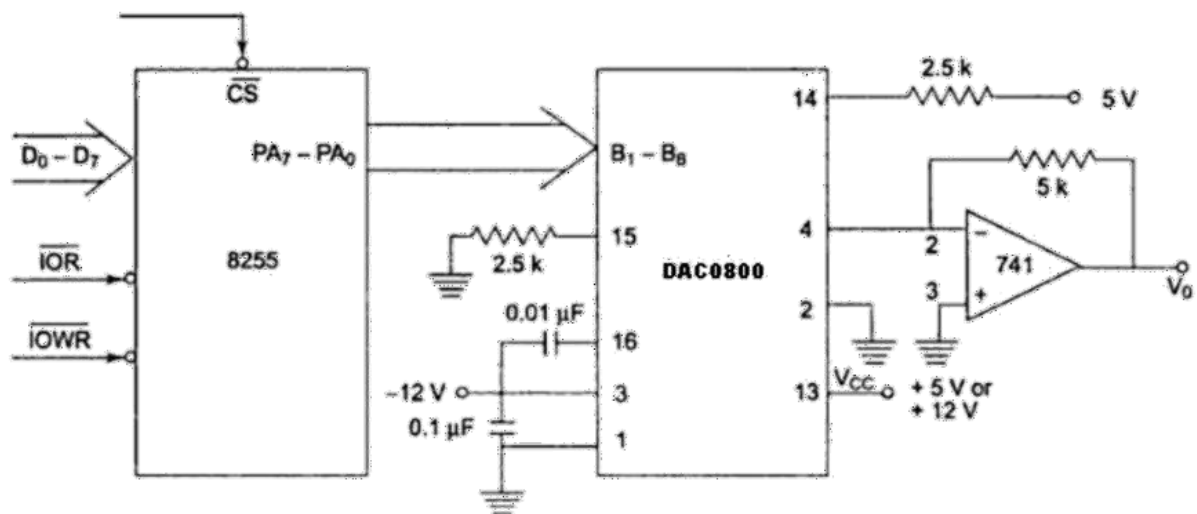 CS
D₀ – D₇
PA₇ – PA₀
IOR
8255
IOWR
B₁ – B₈
14
2.5 k
5 V
5 k
15
2.5 k
DAC0800
4
2
741
3
V₀
2
0.01 µF
16
–12 V
3
0.1 µF
1
13
VCC
+ 5 V or
+ 12 V